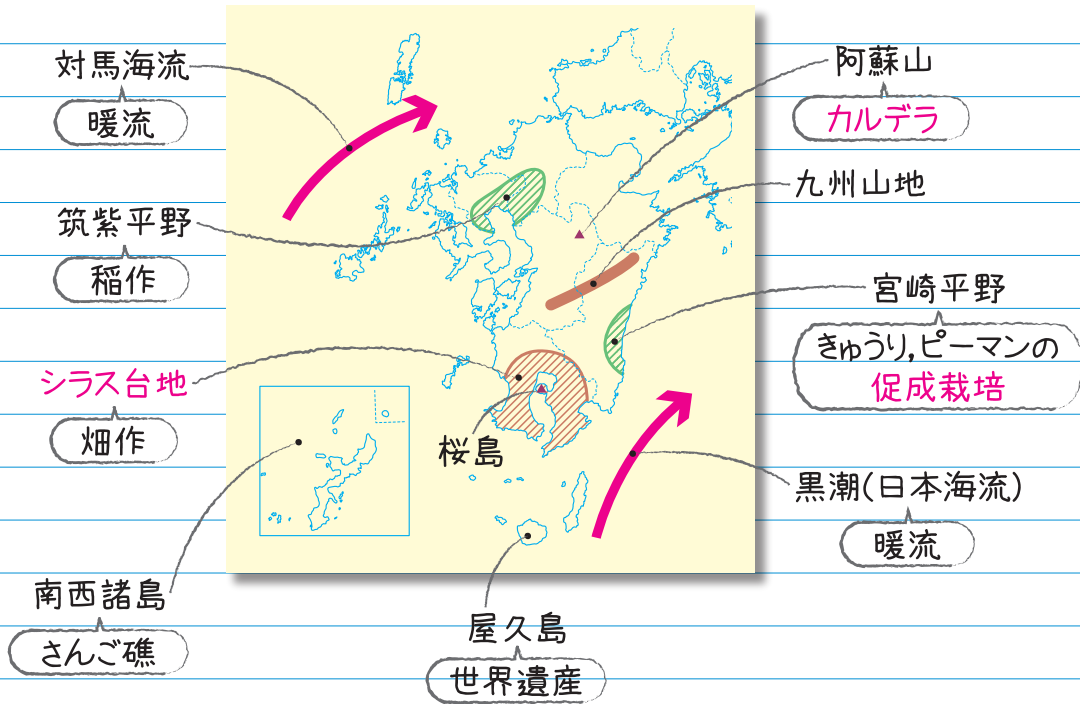 対馬海流
暖流
筑紫平野
稲作
シラス台地
畑作
南西諸島
さんご礁
桜島
屋久島
世界遺産
阿蘇山
カルデラ
九州山地
宮崎平野
きゅうり,ピーマンの
促成栽培
黒潮(日本海流)
暖流